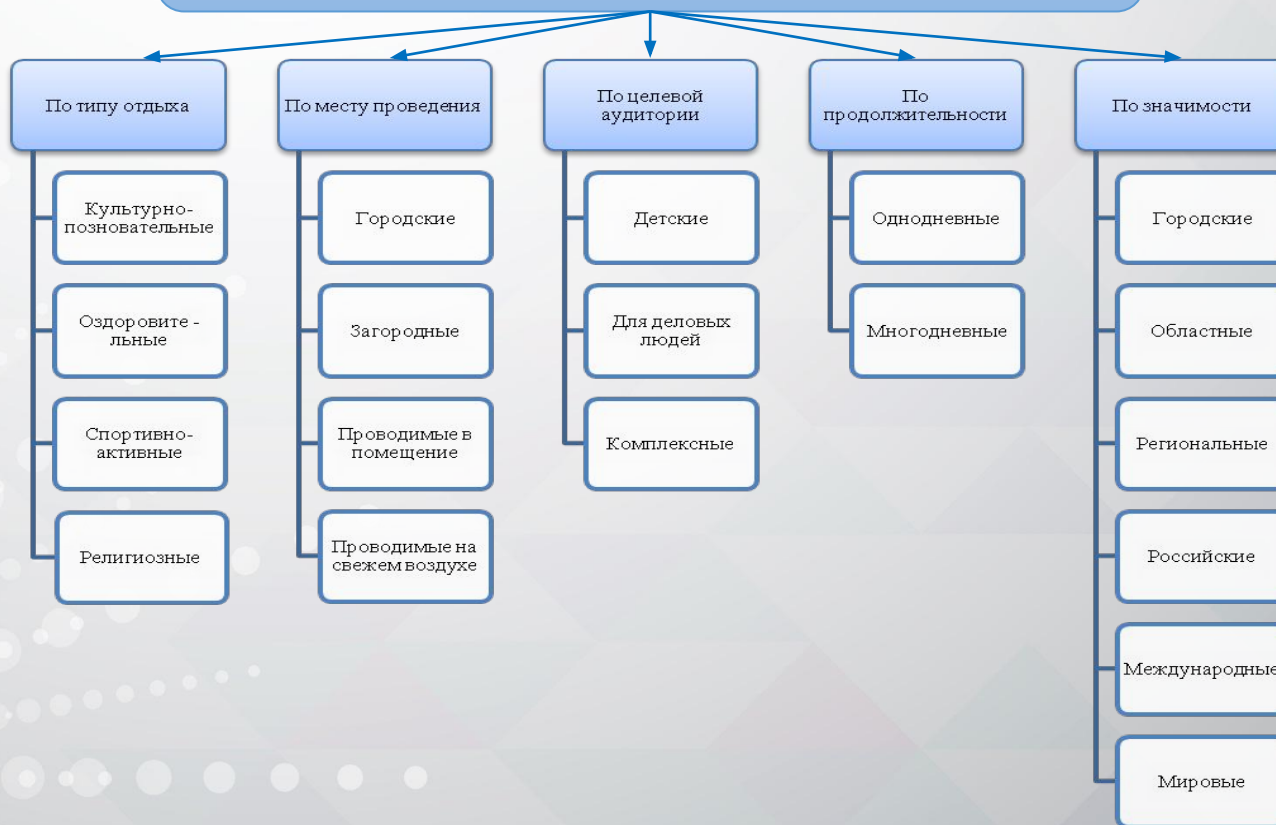 По типу отдыха
Культурно-
позновательные
Оздоровите -
льные
Спортивно-
активные
Религиозные
По месту проведения
Городские
Загородные
Проводимые в
помещение
Проводимые на
свежем воздухе
По целевой
аудитории
Детские
Для деловых
людей
Комплексные
По
продолжительности
Однодневные
Многодневные
По значимости
Городские
Областные
Региональные
Российские
Международные
Мировые